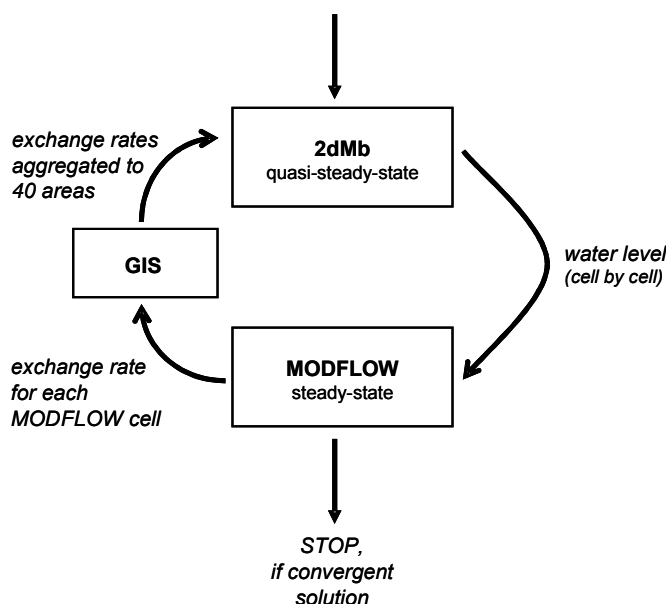 exchange rates
aggregated to
40 areas
2dMb
quasi-steady-state
GIS
water level
(cell by cell)
exchange rate
for each
MODFLOW cell
MODFLOW
steady-state
STOP,
if convergent
solution